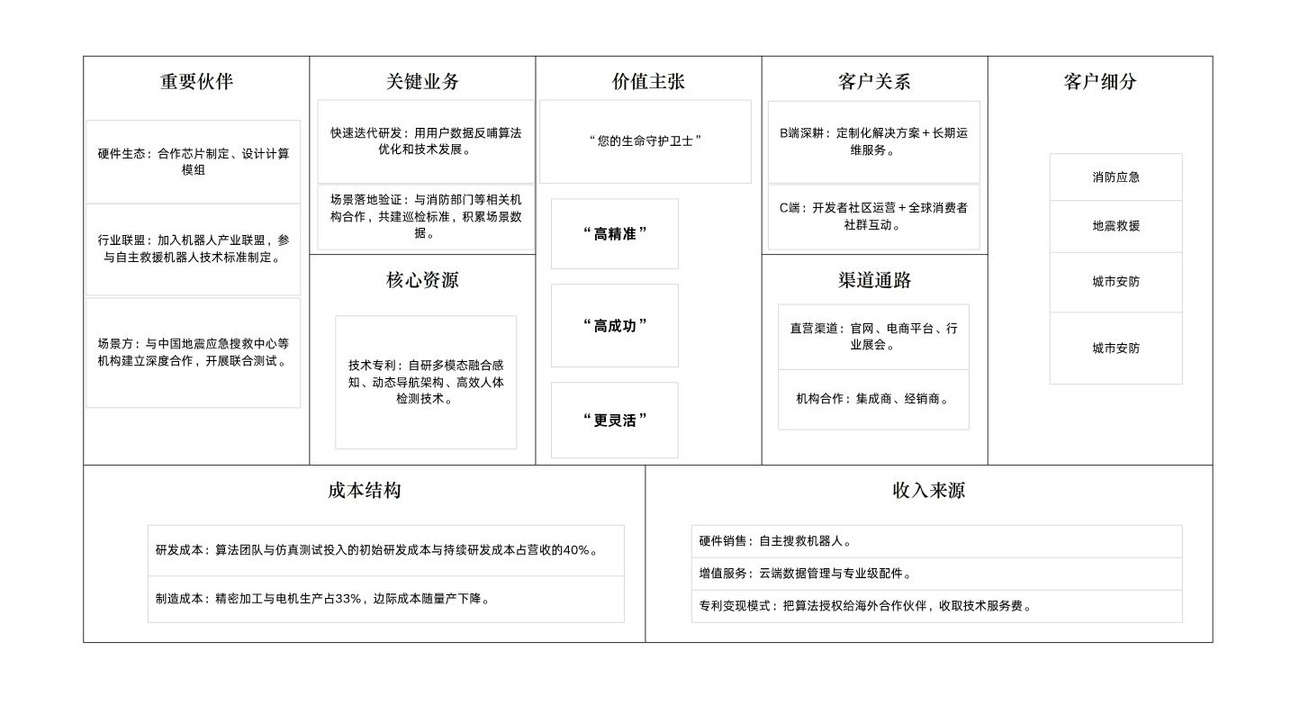 重要伙伴
硬件生态：合作芯片制定、设计计算
模组
行业联盟：加入机器人产业联盟，参
与自主救援机器人技术标准制定。
场景方：与中国地震应急搜救中心等
机构建立深度合作，开展联合测试。
关键业务
快速迭代研发：用用户数据反哺算法
优化和技术发展。
场景落地验证：与消防部门等相关机
构合作，共建巡检标准，积累场景数
据。
核心资源
技术专利：自研多模态融合感
知、动态导航架构、高效人体
检测技术。
价值主张
“您的生命守护卫士”
“高精准”
“高成功”
“更灵活”
客户关系
B端深耕：定制化解决方案＋长期运
维服务。
C端：开发者社区运营＋全球消费者
社群互动。
渠道通路
直营渠道：官网、电商平台、行
业展会。
机构合作：集成商、经销商。
客户细分
消防应急
地震救援
城市安防
城市安防
成本结构
研发成本：算法团队与仿真测试投入的初始研发成本与持续研发成本占营收的40%。
制造成本：精密加工与电机生产占33%，边际成本随量产下降。
收入来源
硬件销售：自主搜救机器人。
增值服务：云端数据管理与专业级配件。
专利变现模式：把算法授权给海外合作伙伴，收取技术服务费。